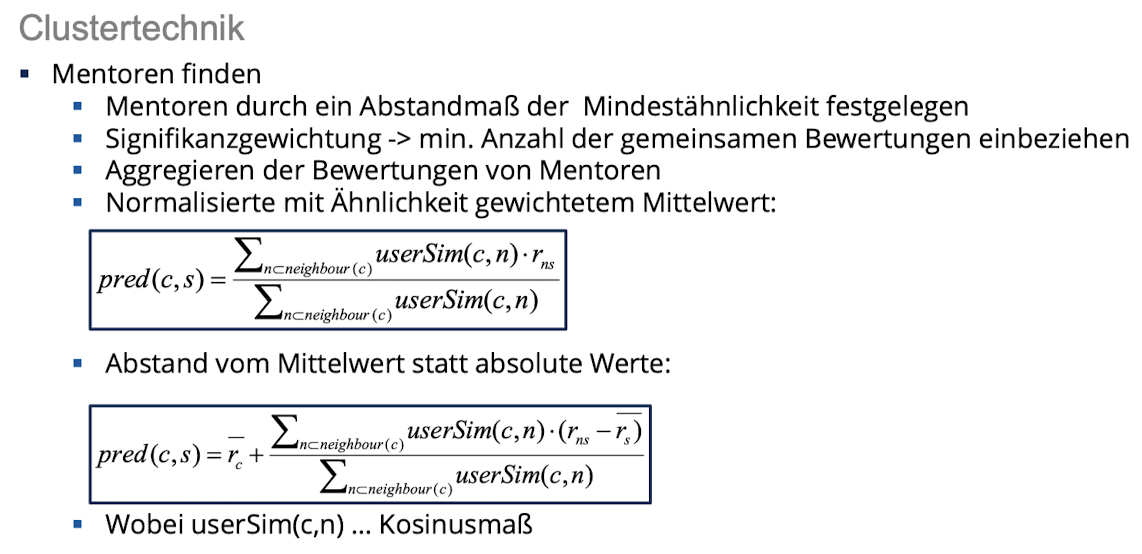 Clustertechnik
▪ Mentoren finden
▪ Mentoren durch ein Abstandmaß der Mindestähnlichkeit festgelegen
▪ Signifikanzgewichtung -> min. Anzahl der gemeinsamen Bewertungen einbeziehen
▪ Aggregieren der Bewertungen von Mentoren
▪ Normalisierte mit Ähnlichkeit gewichtetem Mittelwert:
$pred(c,s) = \frac{\sum_{n \subset neighbour(c)} userSim(c,n) \cdot r_{ns}}{\sum_{n \subset neighbour(c)} userSim(c,n)}$
▪ Abstand vom Mittelwert statt absolute Werte:
$pred(c,s) = \overline{r_c} + \frac{\sum_{n \subset neighbour(c)} userSim(c,n) \cdot (r_{ns} - \overline{r_s})}{\sum_{n \subset neighbour(c)} userSim(c,n)}$
▪ Wobei userSim(c,n) ... Kosinusmaß